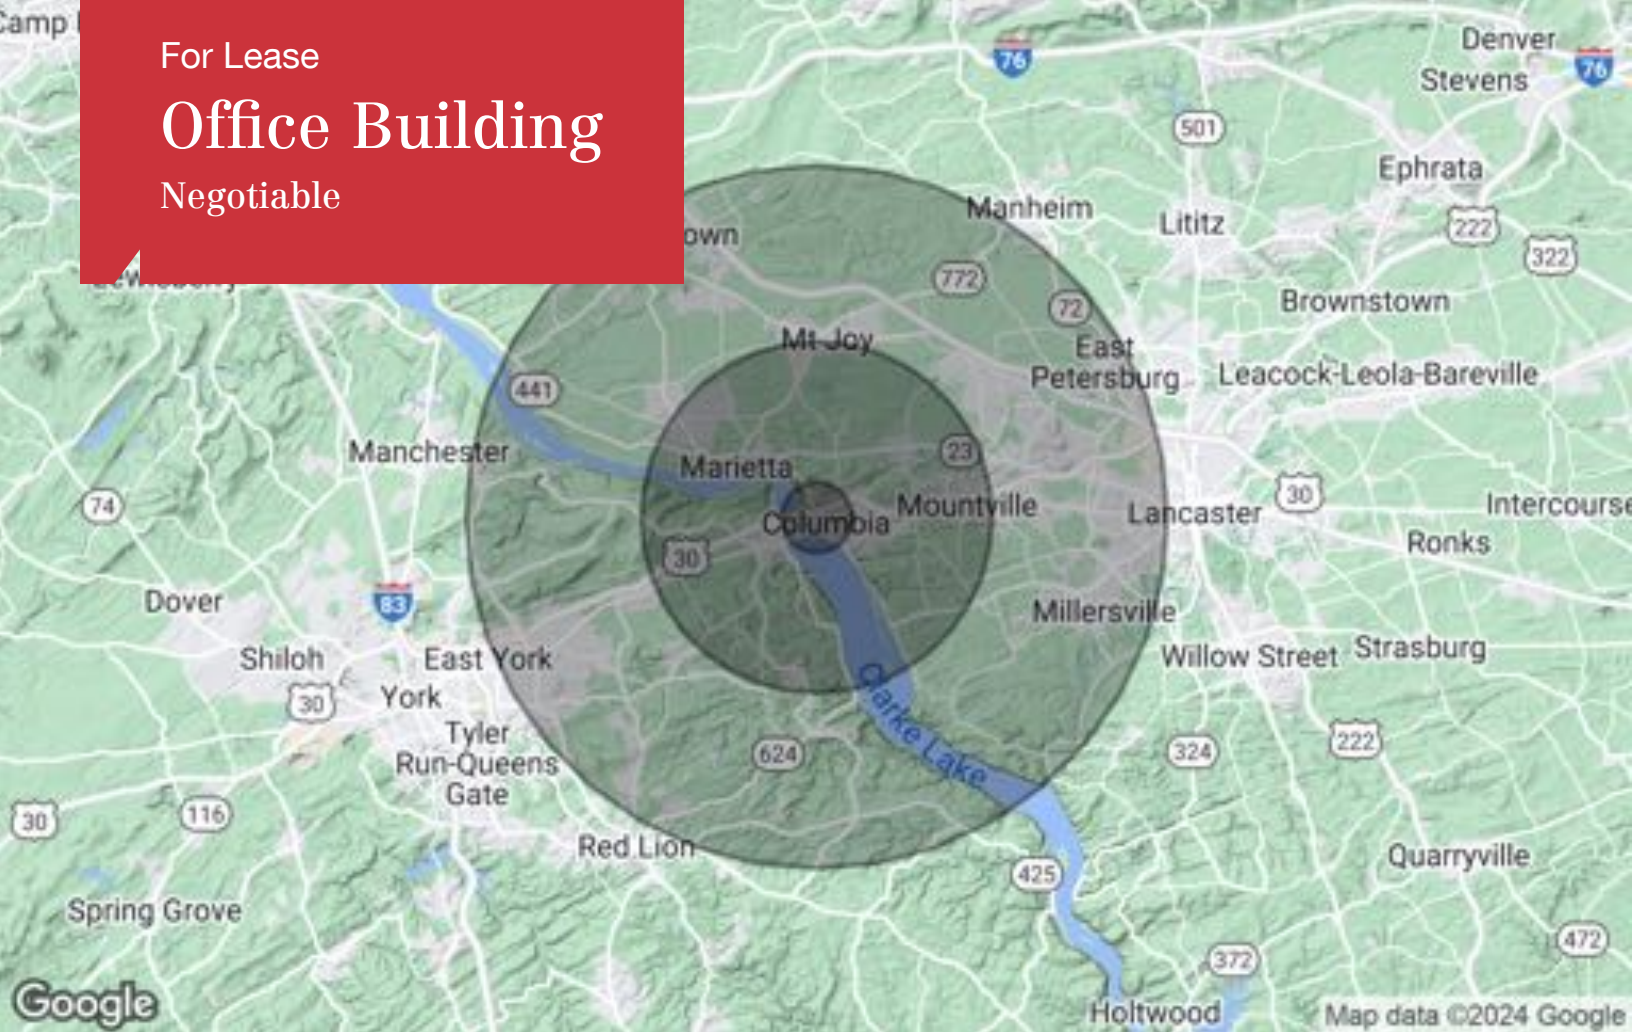 For Lease
Office Building
Negotiable
Camp
76
Denver
76
Stevens
501
Ephrata
Manheim
Lititz
222
322
own
772
72
Brownstown
Mt Joy
East
Petersburg
Leacock-Leola-Bareville
441
Manchester
Marietta
23
74
Columbia
Mountville
Lancaster
30
Intercourse
30
Ronks
Dover
83
Millersville
Shiloh
East York
Willow Street
Strasburg
30
York
Tyler
Run-Queens
Gate
624
Clarke Lake
324
222
30
116
Red Lion
425
Quarryville
Spring Grove
472
372
Google
Holtwood
Map data ©2024 Google